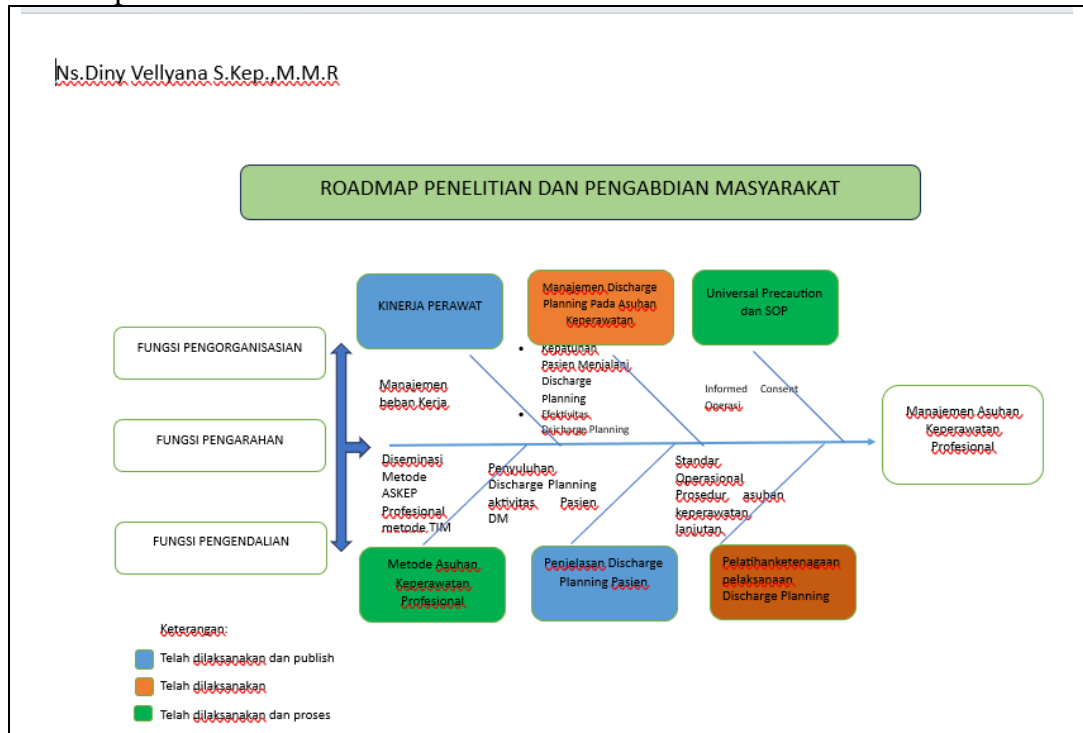 Ns.Diny Vellyana S.Kep.,M.M.R
ROADMAP PENELITIAN DAN PENGABDIAN MASYARAKAT
KINERJA PERAWAT
Manajemen Discharge
Planning Pada Asuhan
Keperawatan
Universal Precaution
dan SOP
FUNGSI PENGORGANISASIAN
FUNGSI PENGARAHAN
FUNGSI PENGENDALIAN
Manajemen
beban Kerja
• Kepatuhan
Pasien Menjalani
Discharge
Planning
• Efektivitas
Dsicharge Planning
Informed Consent
Operasi
Manajemen Asuhan
Keperawatan
Profesional
Diseminasi
Metode
ASKEP
Profesional
metode TIM
Penyuluhan
Discharge Planning
aktivitas Pasien
DM
Standar
Operasional
Prosedur asuhan
keperawatan
lanjutan
Metode Asuhan
Keperawatan
Profesional
Penjelasan Discharge
Planning Pasien
Pelatihanketenagaan
pelaksanaan
Discharge Planning
Keterangan:
Telah dilaksanakan dan publish
Telah dilaksanakan
Telah dilaksanakan dan proses